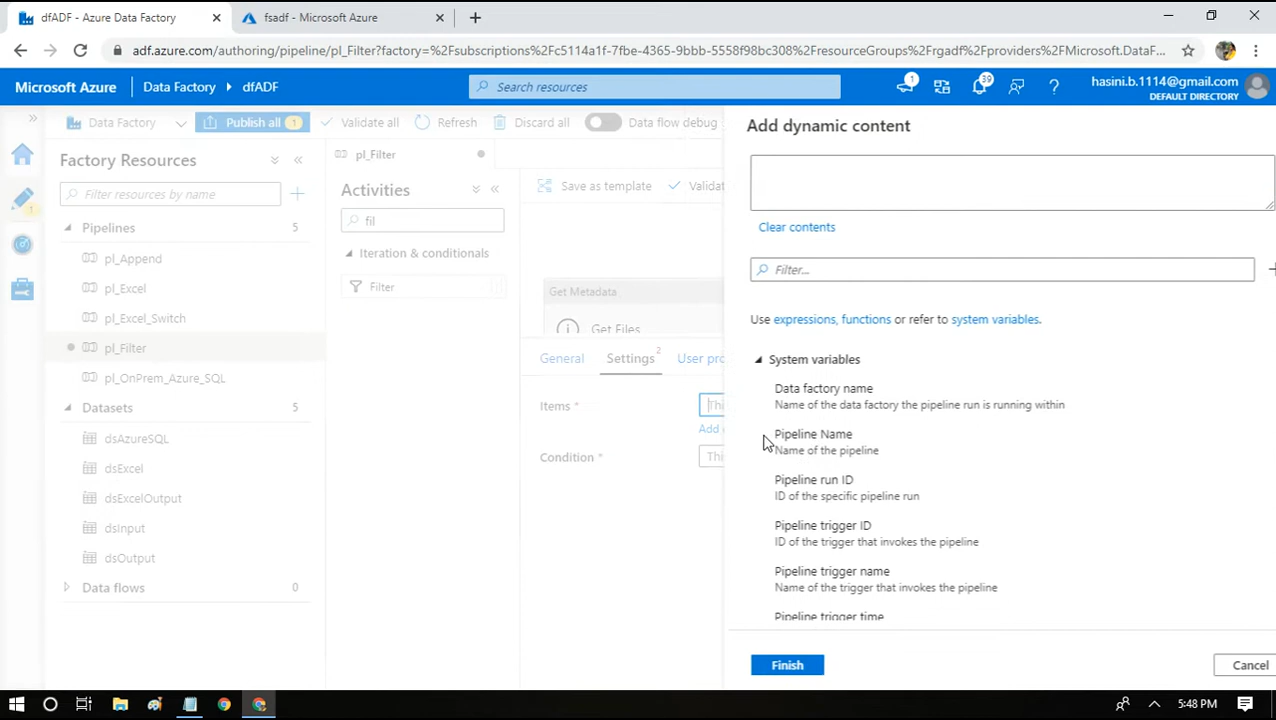 dfADF - Azure Data Factory
fsadf - Microsoft Azure
adf.azure.com/authoring/pipeline/pl_Filter?factory=%2Fsubscriptions%2Fc5114a1f-7fbe-4365-9bbb-5558f98bc308%2FresourceGroups%2Frgadf%2Fproviders%2FMicrosoft.DataF...
Microsoft Azure
Data Factory
dfADF
Search resources
1
39
hasini.b.1114@gmail.com
DEFAULT DIRECTORY
Data Factory
Publish all 1
Validate all
Refresh
Discard all
Data flow debug
Factory Resources
Filter resources by name
Pipelines 5
pl_Append
pl_Excel
pl_Excel_Switch
pl_Filter
pl_OnPrem_Azure_SQL
Datasets 5
dsAzureSQL
dsExcel
dsExcelOutput
dsInput
dsOutput
Data flows 0
pl_Filter
Activities
fil
Iteration & conditionals
Filter
Save as template
Valida
Get Metadata
Get Files
General
Settings 2
User pro
Items *
Thi
Add
Condition *
This
Add dynamic content
Clear contents
Filter...
Use expressions, functions or refer to system variables.
System variables
Data factory name
Name of the data factory the pipeline run is running within
Pipeline Name
Name of the pipeline
Pipeline run ID
ID of the specific pipeline run
Pipeline trigger ID
ID of the trigger that invokes the pipeline
Pipeline trigger name
Name of the trigger that invokes the pipeline
Pipeline trigger time
Finish
Cancel
5:48 PM